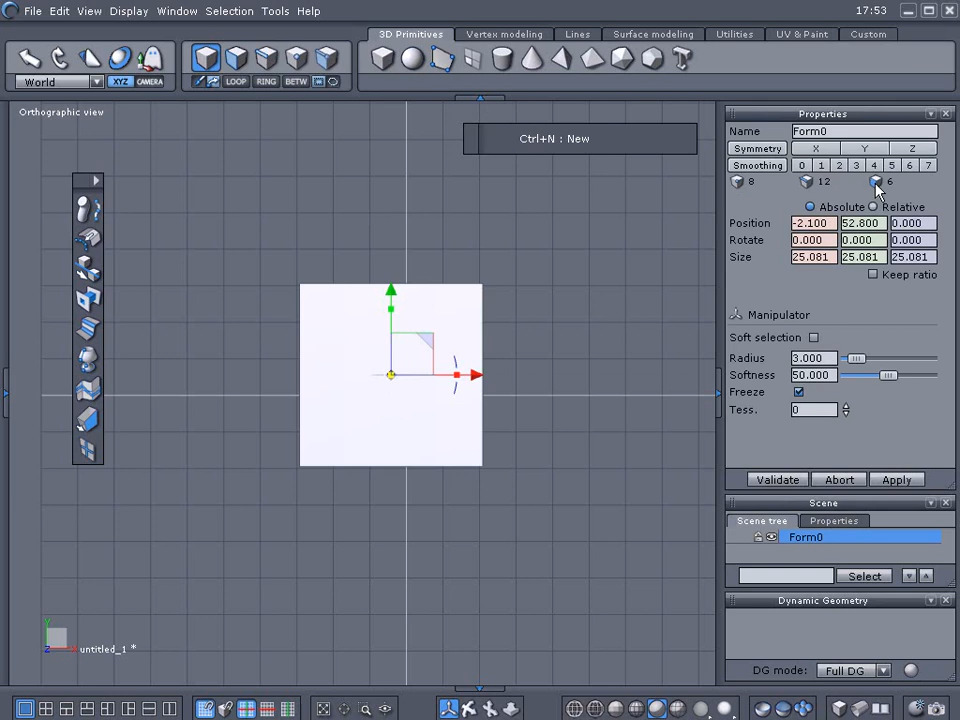 File Edit View Display Window Selection Tools Help 17:53
3D Primitives Vertex modeling Lines Surface modeling Utilities UV & Paint Custom
World XYZ CAMERA LOOP RING BETW
Orthographic view
Ctrl+N : New
Properties
Name Form0
Symmetry X Y Z
Smoothing 0 1 2 3 4 5 6 7
8 12 6
Absolute Relative
Position -2.100 52.800 0.000
Rotate 0.000 0.000 0.000
Size 25.081 25.081 25.081
Keep ratio
Manipulator
Soft selection
Radius 3.000
Softness 50.000
Freeze
Tess. 0
Validate Abort Apply
Scene
Scene tree Properties
Form0
Select
Dynamic Geometry
DG mode: Full DG
Y
Z
untitled_1 *